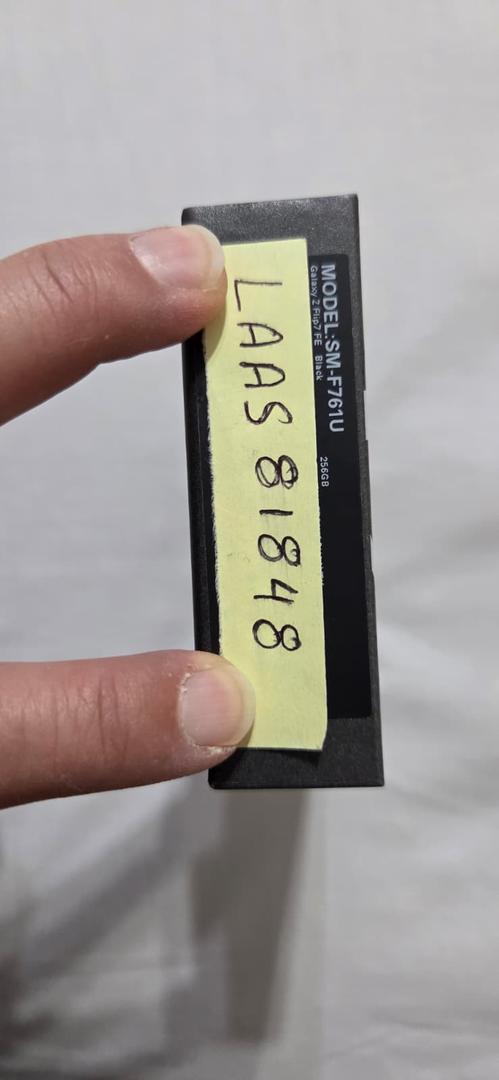 MODEL:SM-F761U
Galaxy Z Flip7 FE Black
256GB
LAAS 81848